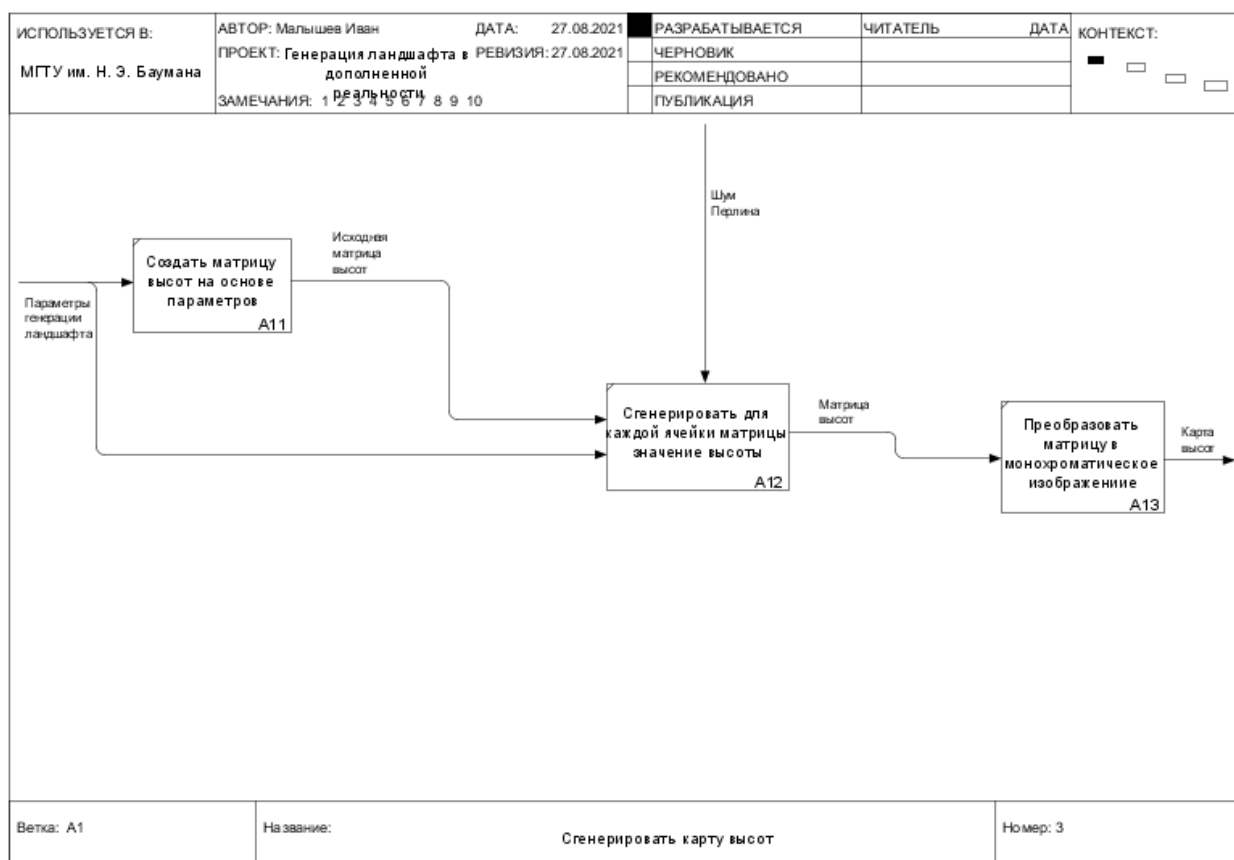 ИСПОЛЬЗУЕТСЯ В:
МГТУ им. Н. Э. Баумана
АВТОР: Малышев Иван
ДАТА: 27.08.2021
ПРОЕКТ: Генерация ландшафта в
дополненной
реальности
РЕВИЗИЯ: 27.08.2021
ЗАМЕЧАНИЯ: 1 2 3 4 5 6 7 8 9 10
РАЗРАБАТЫВАЕТСЯ
ЧЕРНОВИК
РЕКОМЕНДОВАНО
ПУБЛИКАЦИЯ
ЧИТАТЕЛЬ
ДАТА
КОНТЕКСТ:
Шум
Перлина
Исходная
матрица
высот
Создать матрицу
высот на основе
параметров
A11
Параметры
генерации
ландшафта
Сгенерировать для
каждой ячейки матрицы
значение высоты
A12
Матрица
высот
Преобразовать
матрицу в
монохроматическое
изображениие
A13
Карта
высот
Ветка: A1
Название:
Сгенерировать карту высот
Номер: 3